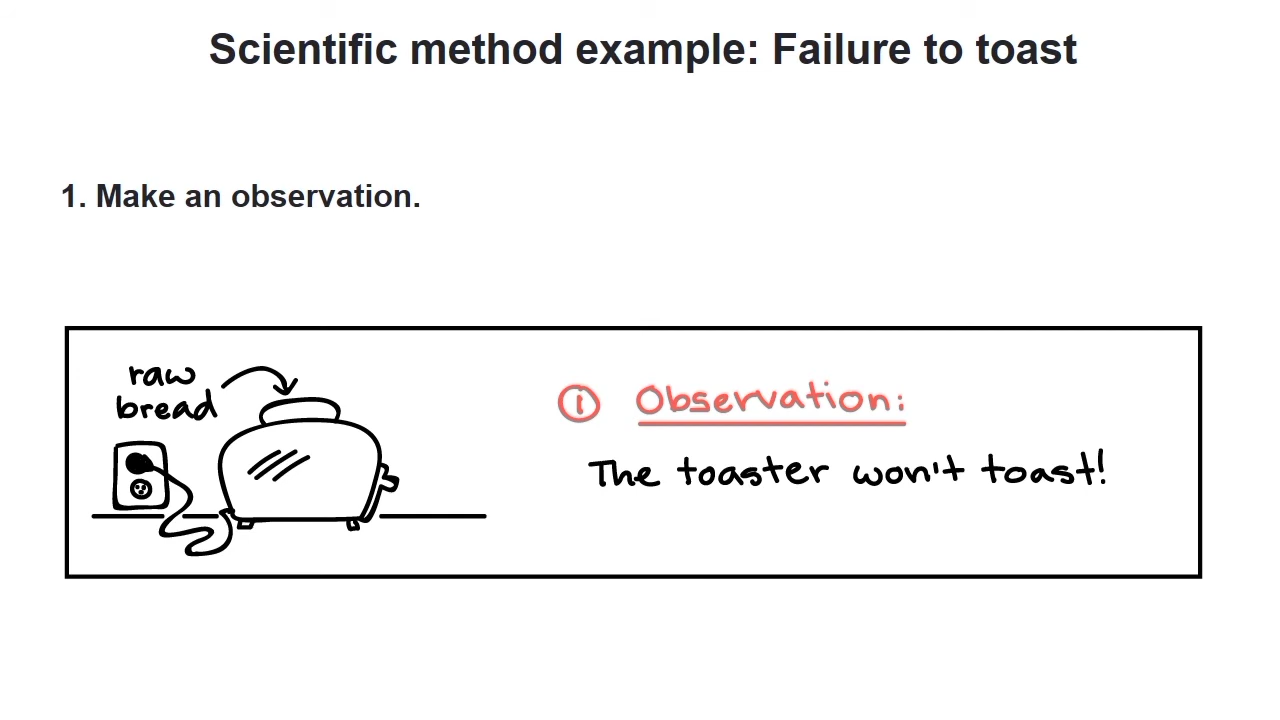 Scientific method example: Failure to toast
1. Make an observation.
raw
bread
① Observation:
The toaster won't toast!